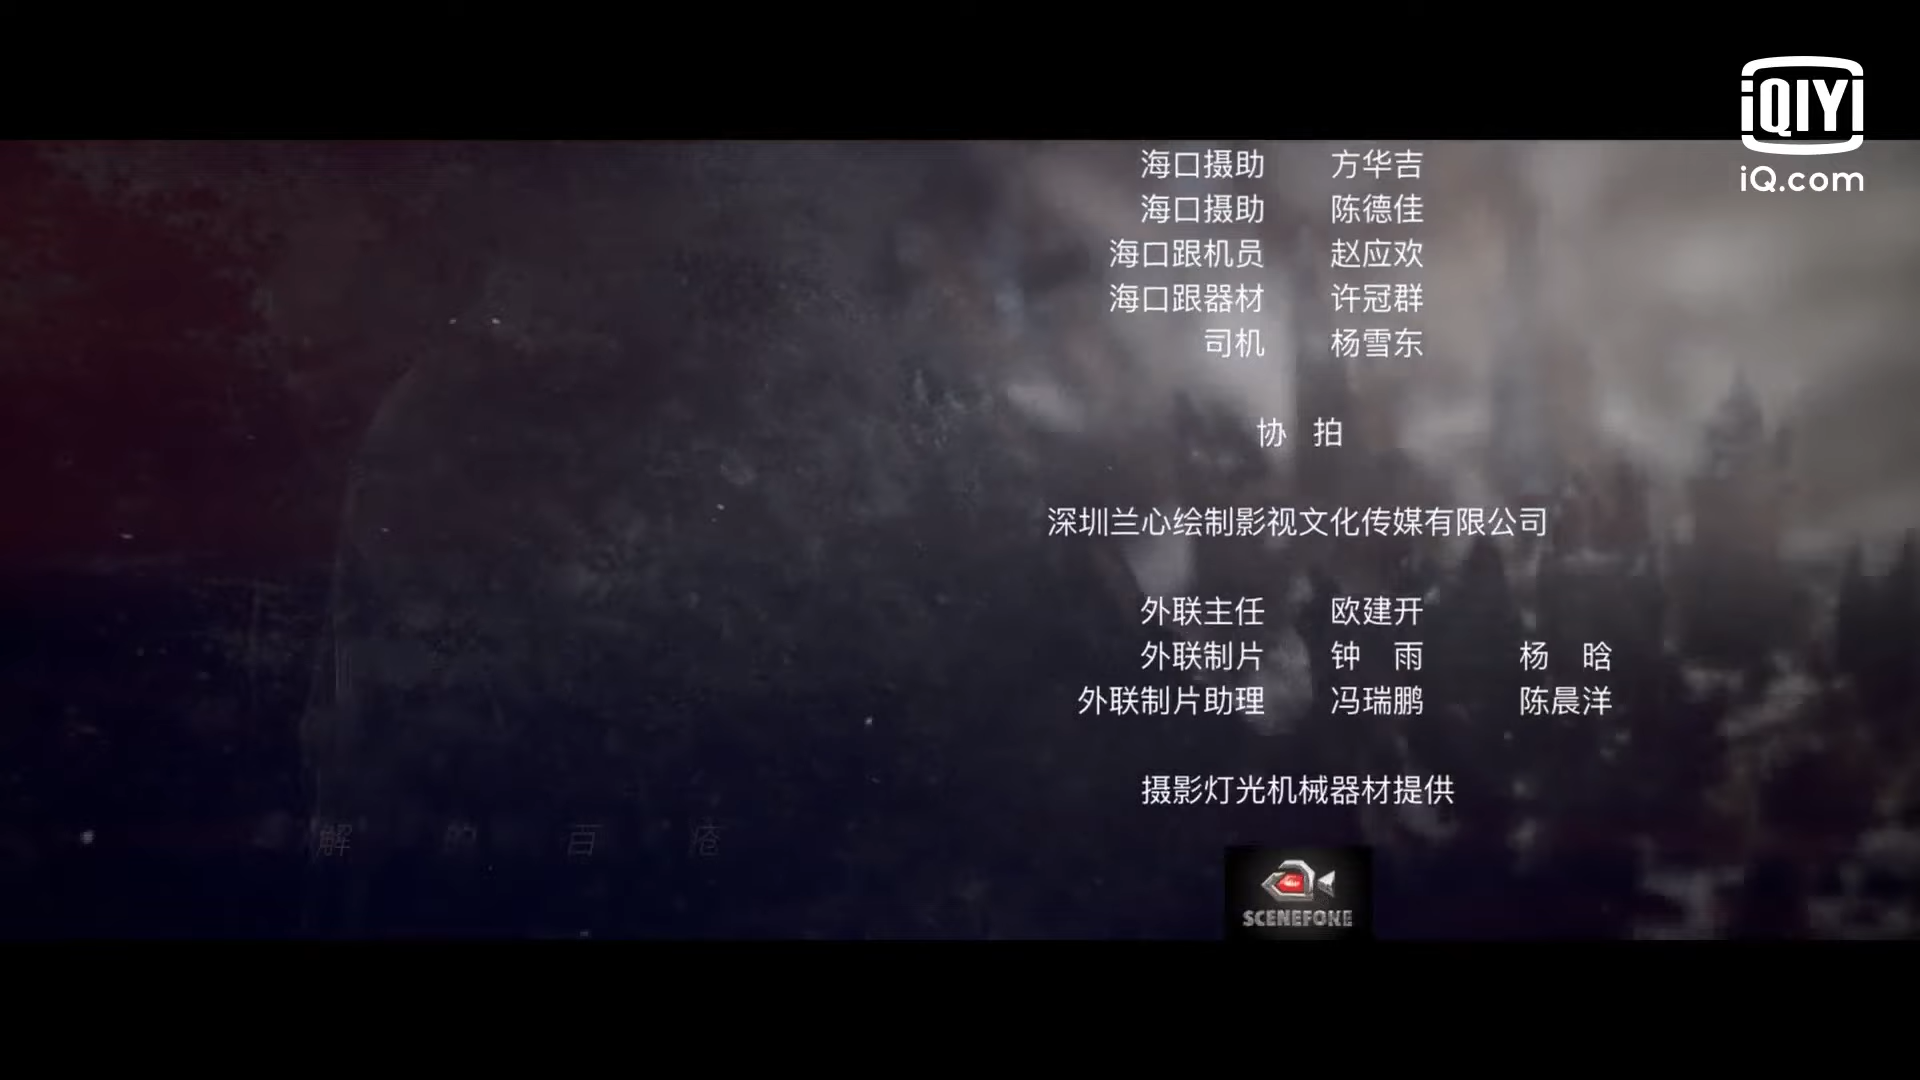 iQIYI
iQ.com
海口摄助 方华吉
海口摄助 陈德佳
海口跟机员 赵应欢
海口跟器材 许冠群
司机 杨雪东
协 拍
深圳兰心绘制影视文化传媒有限公司
外联主任 欧建开
外联制片 钟 雨 杨 晗
外联制片助理 冯瑞鹏 陈晨洋
摄影灯光机械器材提供
解 的 百 疮
SCENEFONE